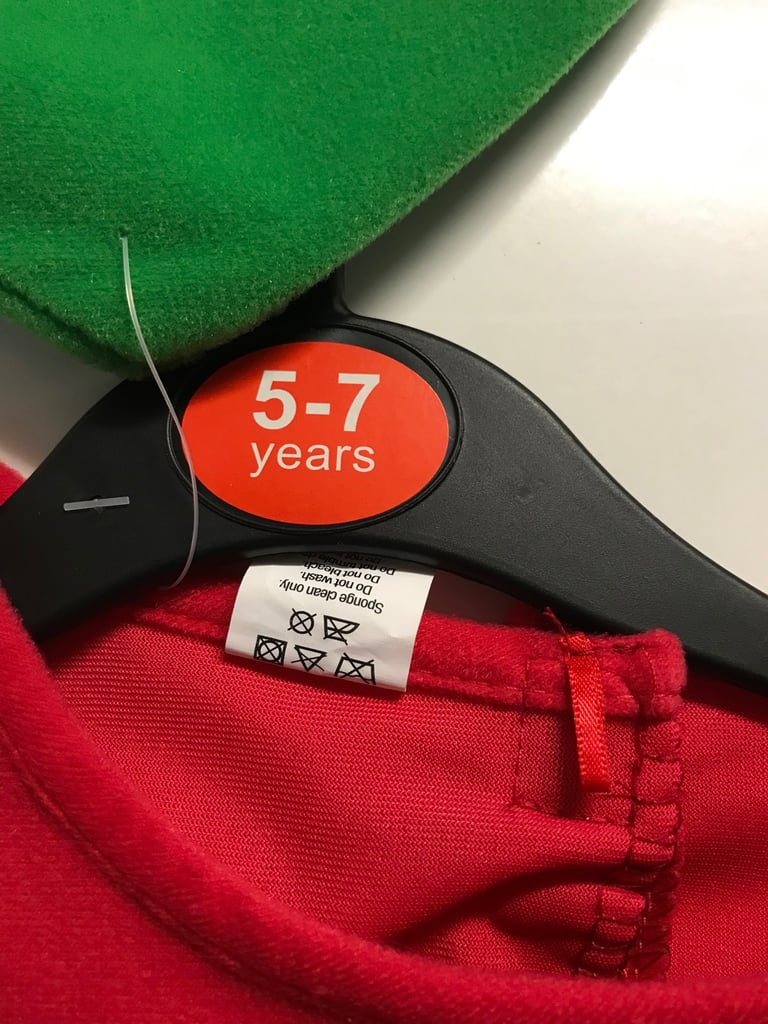 5-7
years
Sponge clean only.
Do not wash.
Do not bleach.